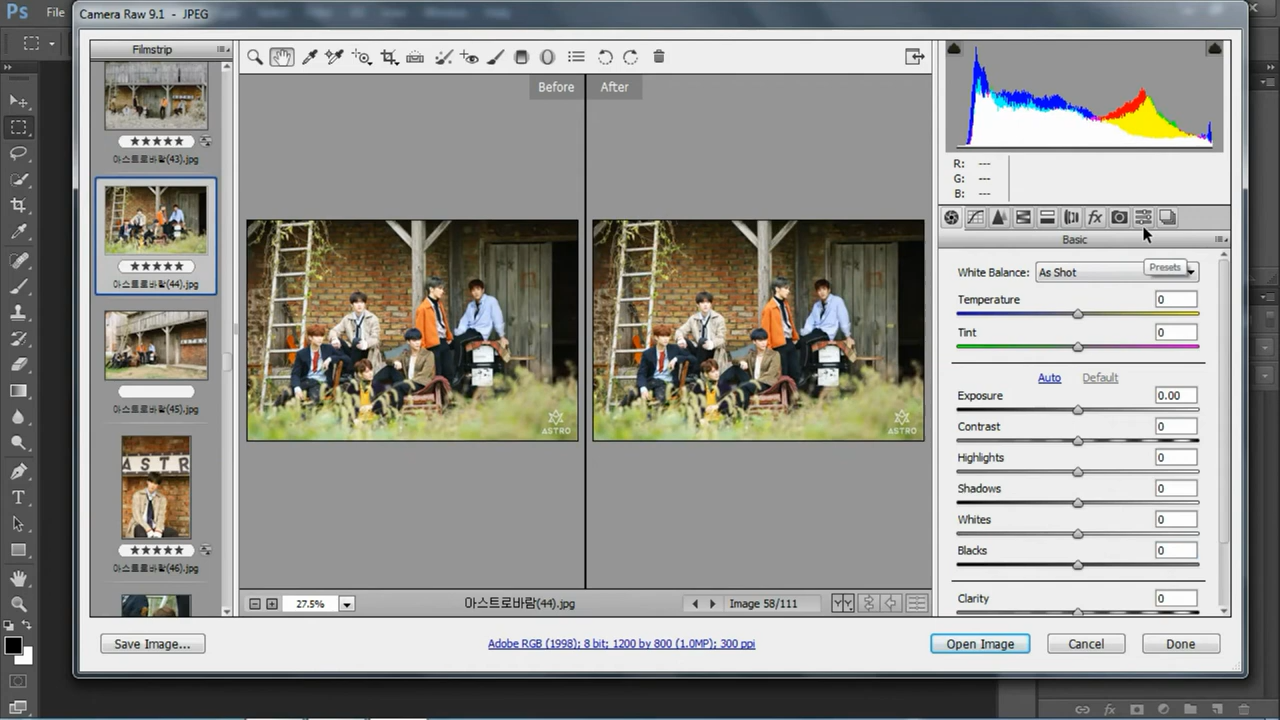 Ps File
Camera Raw 9.1 - JPEG
Filmstrip
아스트로바람(43).jpg
아스트로바람(44).jpg
아스트로바람(45).jpg
ASTR
아스트로바람(46).jpg
Before After
ASTRO ASTRO
27.5%
아스트로바람(44).jpg
Image 58/111
R: ---
G: ---
B: ---
Basic
Presets
White Balance: As Shot
Temperature 0
Tint 0
Auto Default
Exposure 0.00
Contrast 0
Highlights 0
Shadows 0
Whites 0
Blacks 0
Clarity 0
Save Image...
Adobe RGB (1998); 8 bit; 1200 by 800 (1.0MP); 300 ppi
Open Image Cancel Done